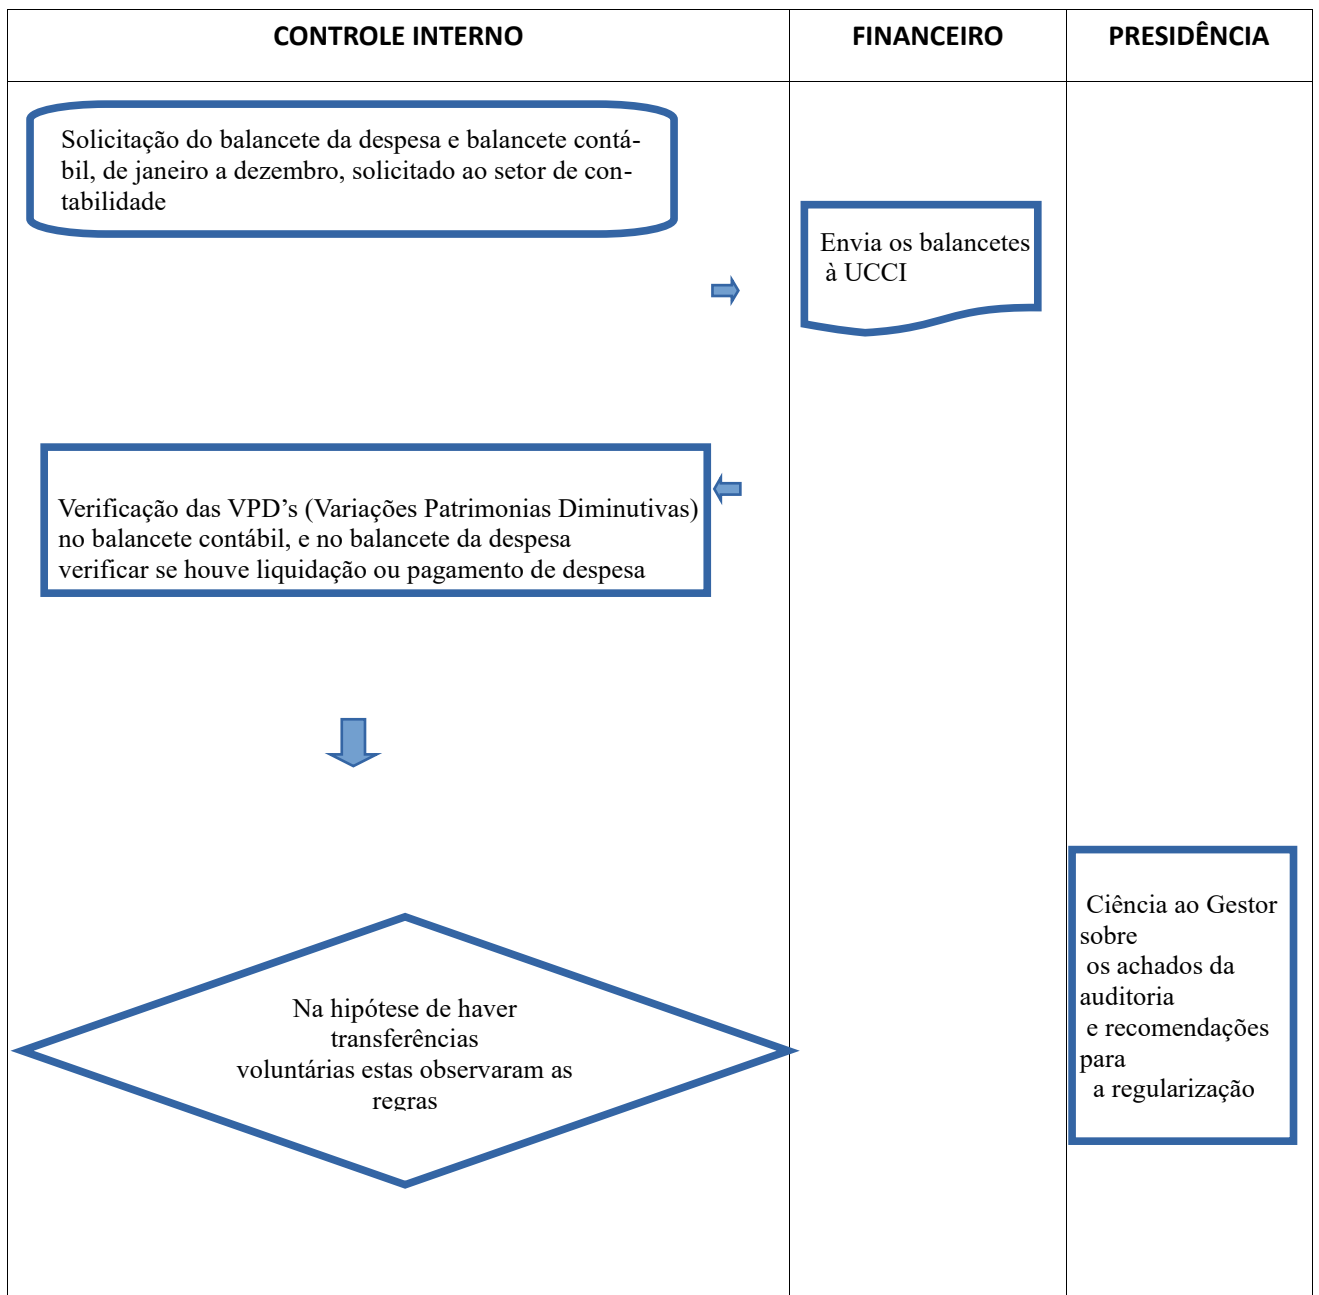 CONTROLE INTERNO
FINANCEIRO
PRESIDÊNCIA
Solicitação do balancete da despesa e balancete contá-
bil, de janeiro a dezembro, solicitado ao setor de con-
tabilidade
Envia os balancetes
à UCCI
Verificação das VPD’s (Variações Patrimonias Diminutivas)
no balancete contábil, e no balancete da despesa
verificar se houve liquidação ou pagamento de despesa
Na hipótese de haver
transferências
voluntárias estas observaram as
regras
Ciência ao Gestor
sobre
os achados da
auditoria
e recomendações
para
a regularização